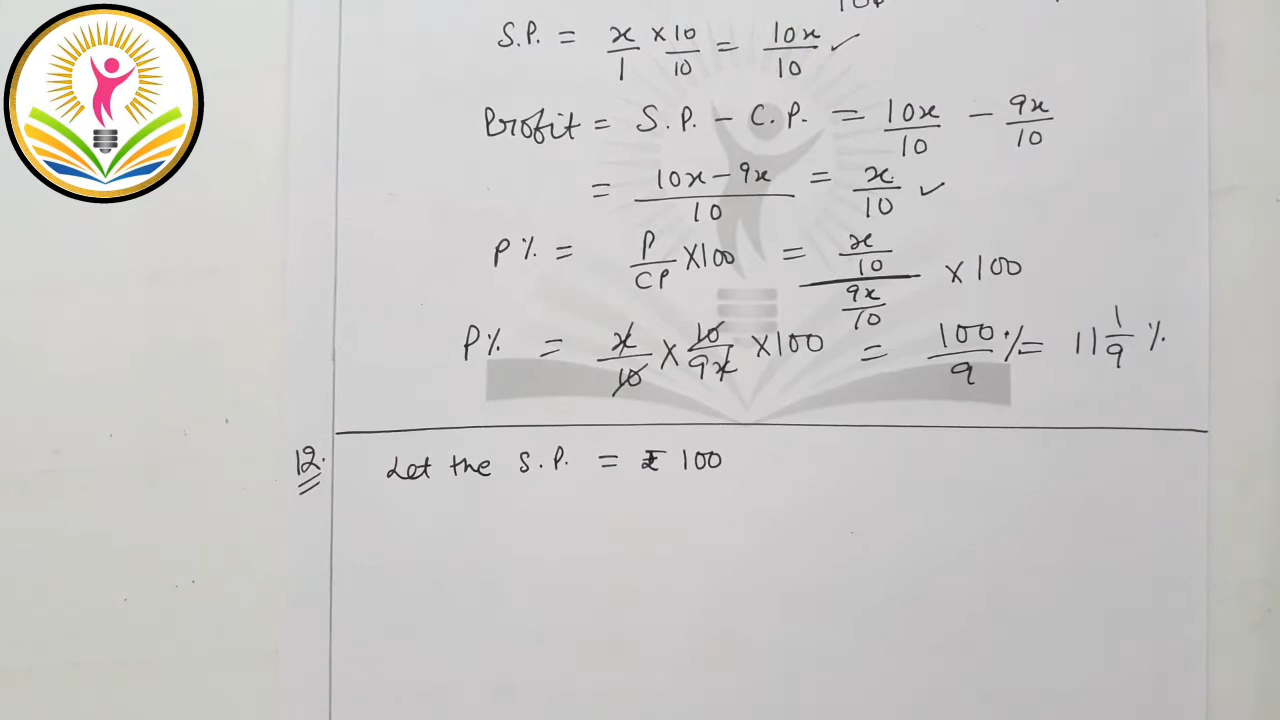 S.P. = x/1 × 10/10 = 10x/10 ✓
Profit = S.P. - C.P. = 10x/10 - 9x/10
= 10x - 9x/10 = x/10 ✓
P% = P/CP × 100 = x/10 / 9x/10 × 100
P% = x/10 × 10/9x × 100 = 100/9 % = 11 1/9 %
12. Let the S.P. = ₹ 100